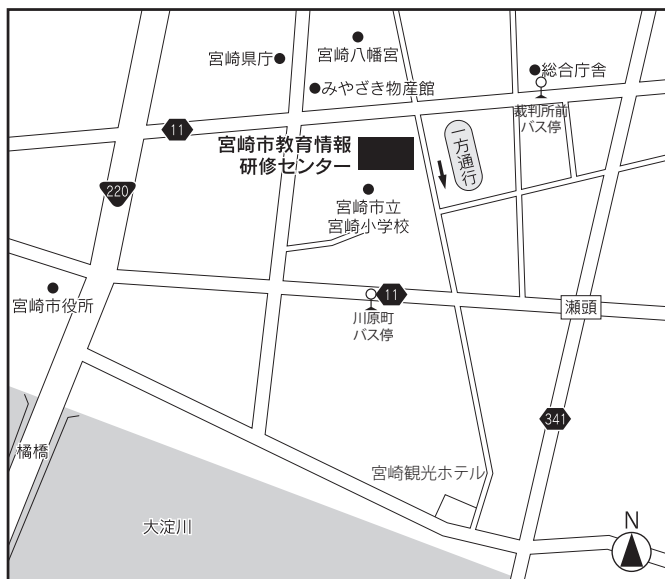 宮崎八幡宮
宮崎県庁
みやざき物産館
総合庁舎
裁判所前
バス停
11
宮崎市教育情報
研修センター
一方通行
220
宮崎市立
宮崎小学校
11
宮崎市役所
川原町
バス停
瀬頭
341
橘橋
宮崎観光ホテル
大淀川
N